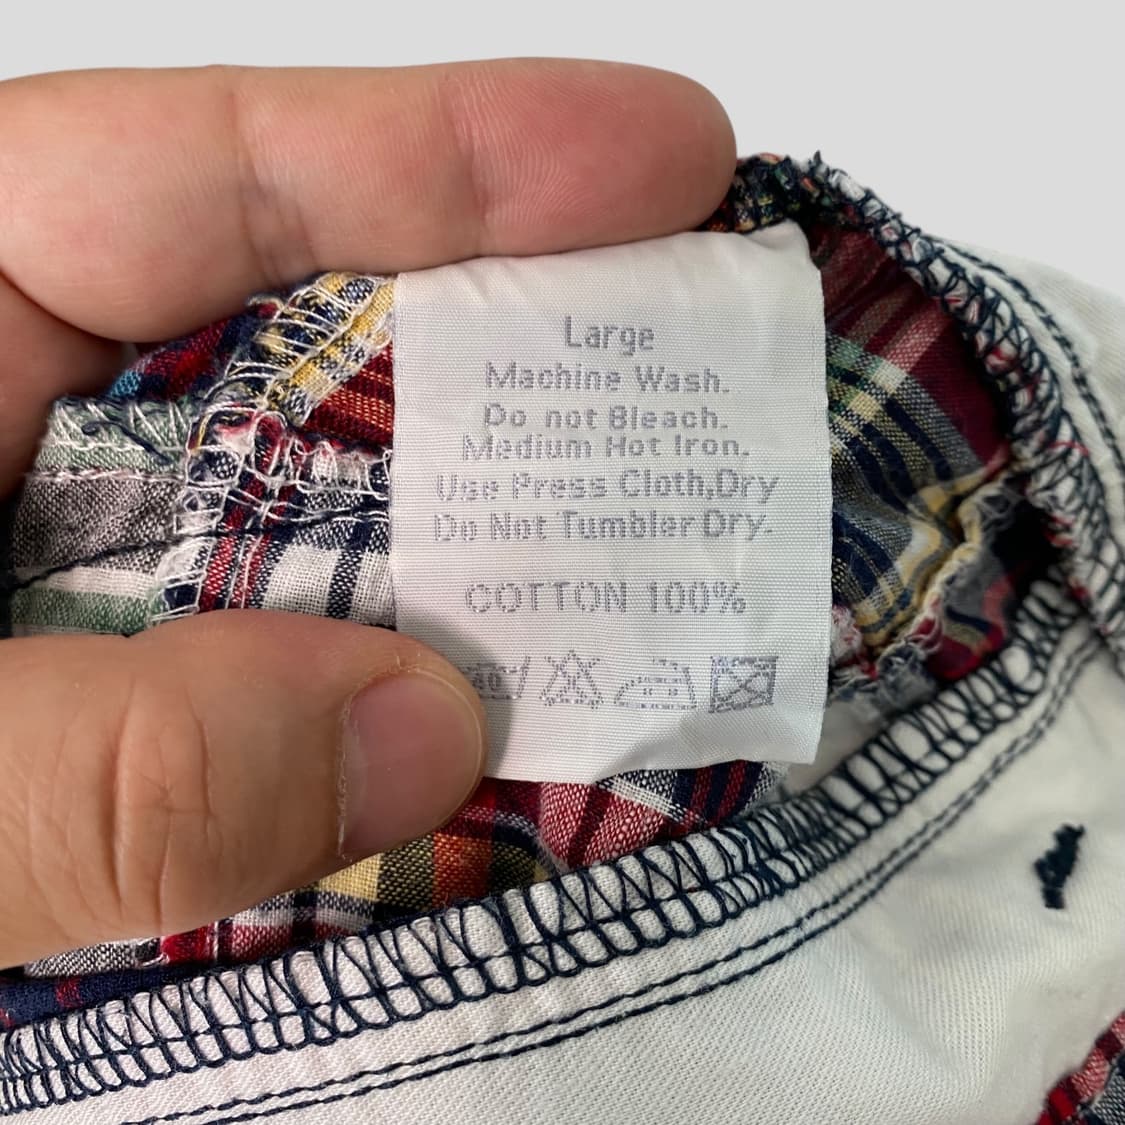 Large
Machine Wash.
Do not Bleach.
Medium Hot Iron.
Use Press Cloth,Dry
Do Not Tumbler Dry.
COTTON 100%
40